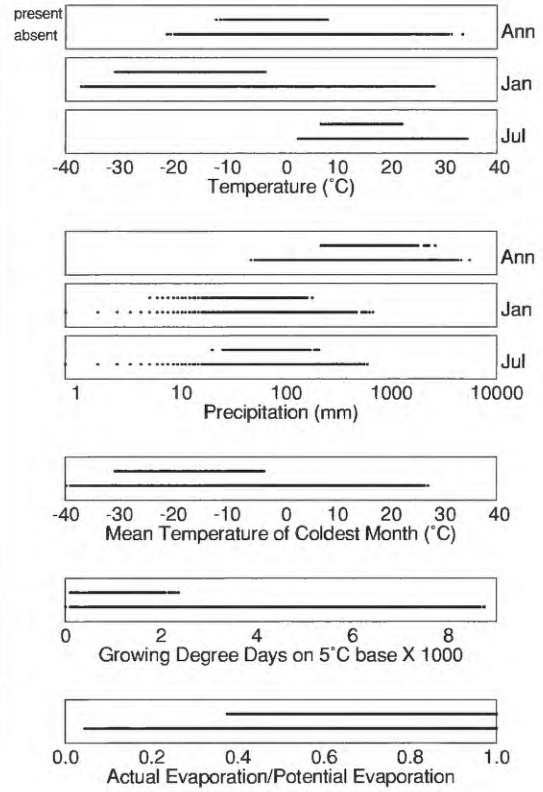 present
absent
Ann
Jan
Jul
-40 -30 -20 -10 0 10 20 30 40
Temperature (˚C)
Ann
Jan
Jul
1 10 100 1000 10000
Precipitation (mm)
-40 -30 -20 -10 0 10 20 30 40
Mean Temperature of Coldest Month (˚C)
0 2 4 6 8
Growing Degree Days on 5˚C base X 1000
0.0 0.2 0.4 0.6 0.8 1.0
Actual Evaporation/Potential Evaporation